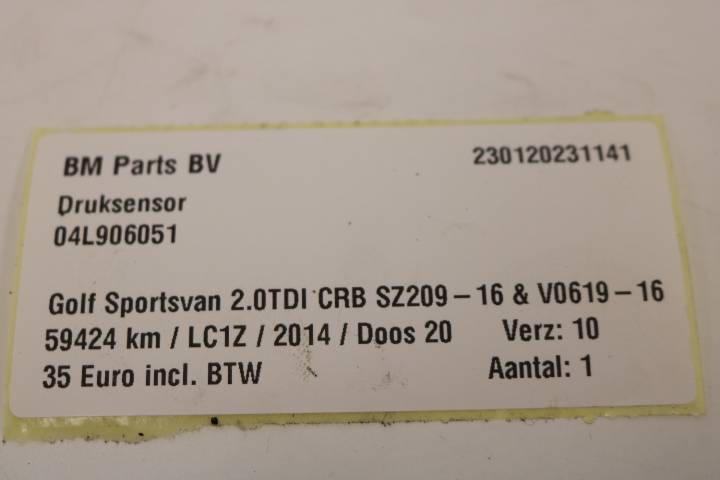 BM Parts BV 230120231141
Druksensor
04L906051
Golf Sportsvan 2.0TDI CRB SZ209-16 & V0619-16
59424 km / LC1Z / 2014 / Doos 20 Verz: 10
35 Euro incl. BTW Aantal: 1